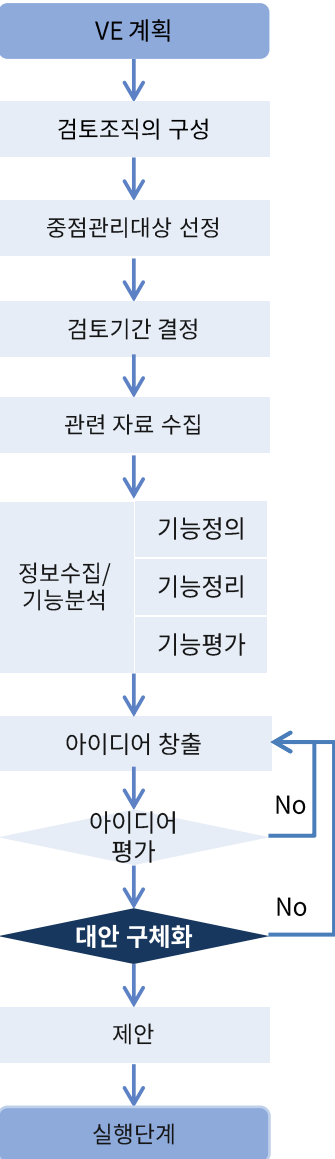 VE 계획
검토조직의 구성
중점관리대상 선정
검토기간 결정
관련 자료 수집
정보수집/
기능분석
기능정의
기능정리
기능평가
아이디어 창출
아이디어
평가
No
대안 구체화
No
제안
실행단계